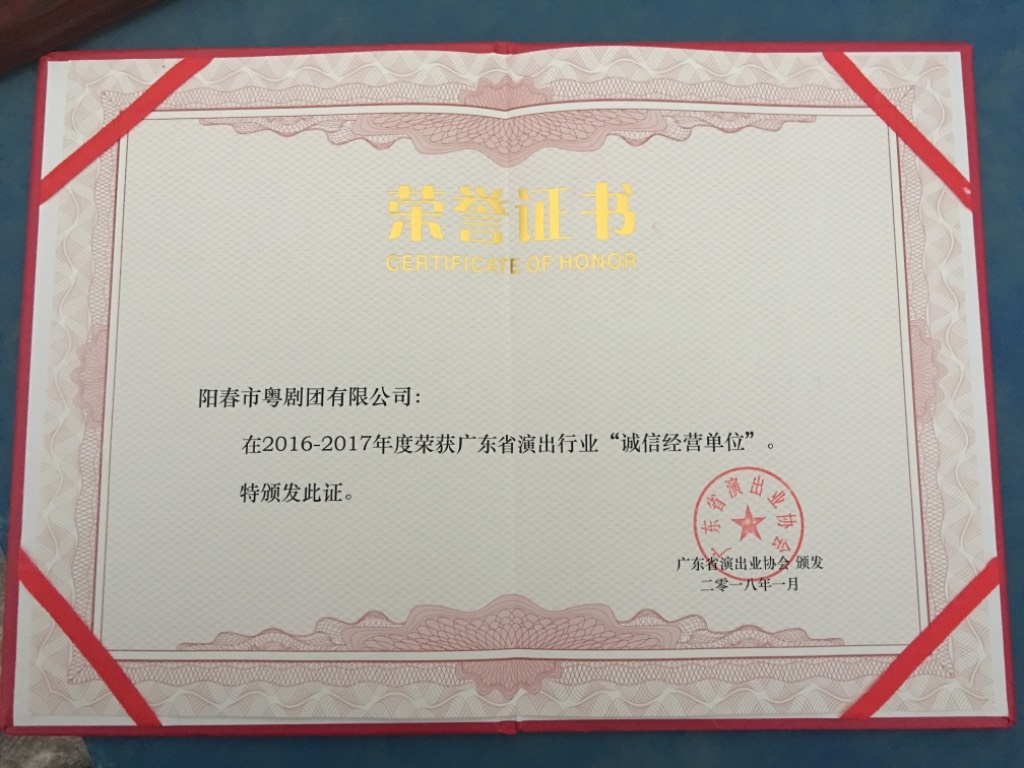 荣誉证书
CERTIFICATE OF HONOR
阳春市粤剧团有限公司：
在2016-2017年度荣获广东省演出行业“诚信经营单位”。
特颁发此证。
广东省演出业协会
广东省演出业协会 颁发
二零一八年一月